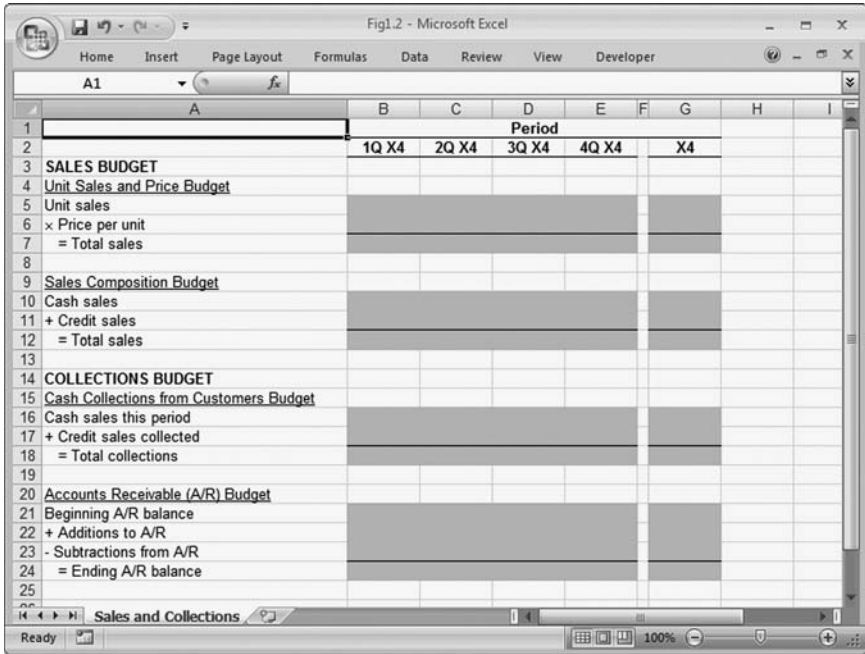 Fig1.2 - Microsoft Excel
Home Insert Page Layout Formulas Data Review View Developer
A1 fx
A B C D E F G H I
1 Period
2 1Q X4 2Q X4 3Q X4 4Q X4 X4
3 SALES BUDGET
4 Unit Sales and Price Budget
5 Unit sales
6 × Price per unit
7 = Total sales
8
9 Sales Composition Budget
10 Cash sales
11 + Credit sales
12 = Total sales
13
14 COLLECTIONS BUDGET
15 Cash Collections from Customers Budget
16 Cash sales this period
17 + Credit sales collected
18 = Total collections
19
20 Accounts Receivable (A/R) Budget
21 Beginning A/R balance
22 + Additions to A/R
23 - Subtractions from A/R
24 = Ending A/R balance
25
Sales and Collections
Ready 100%